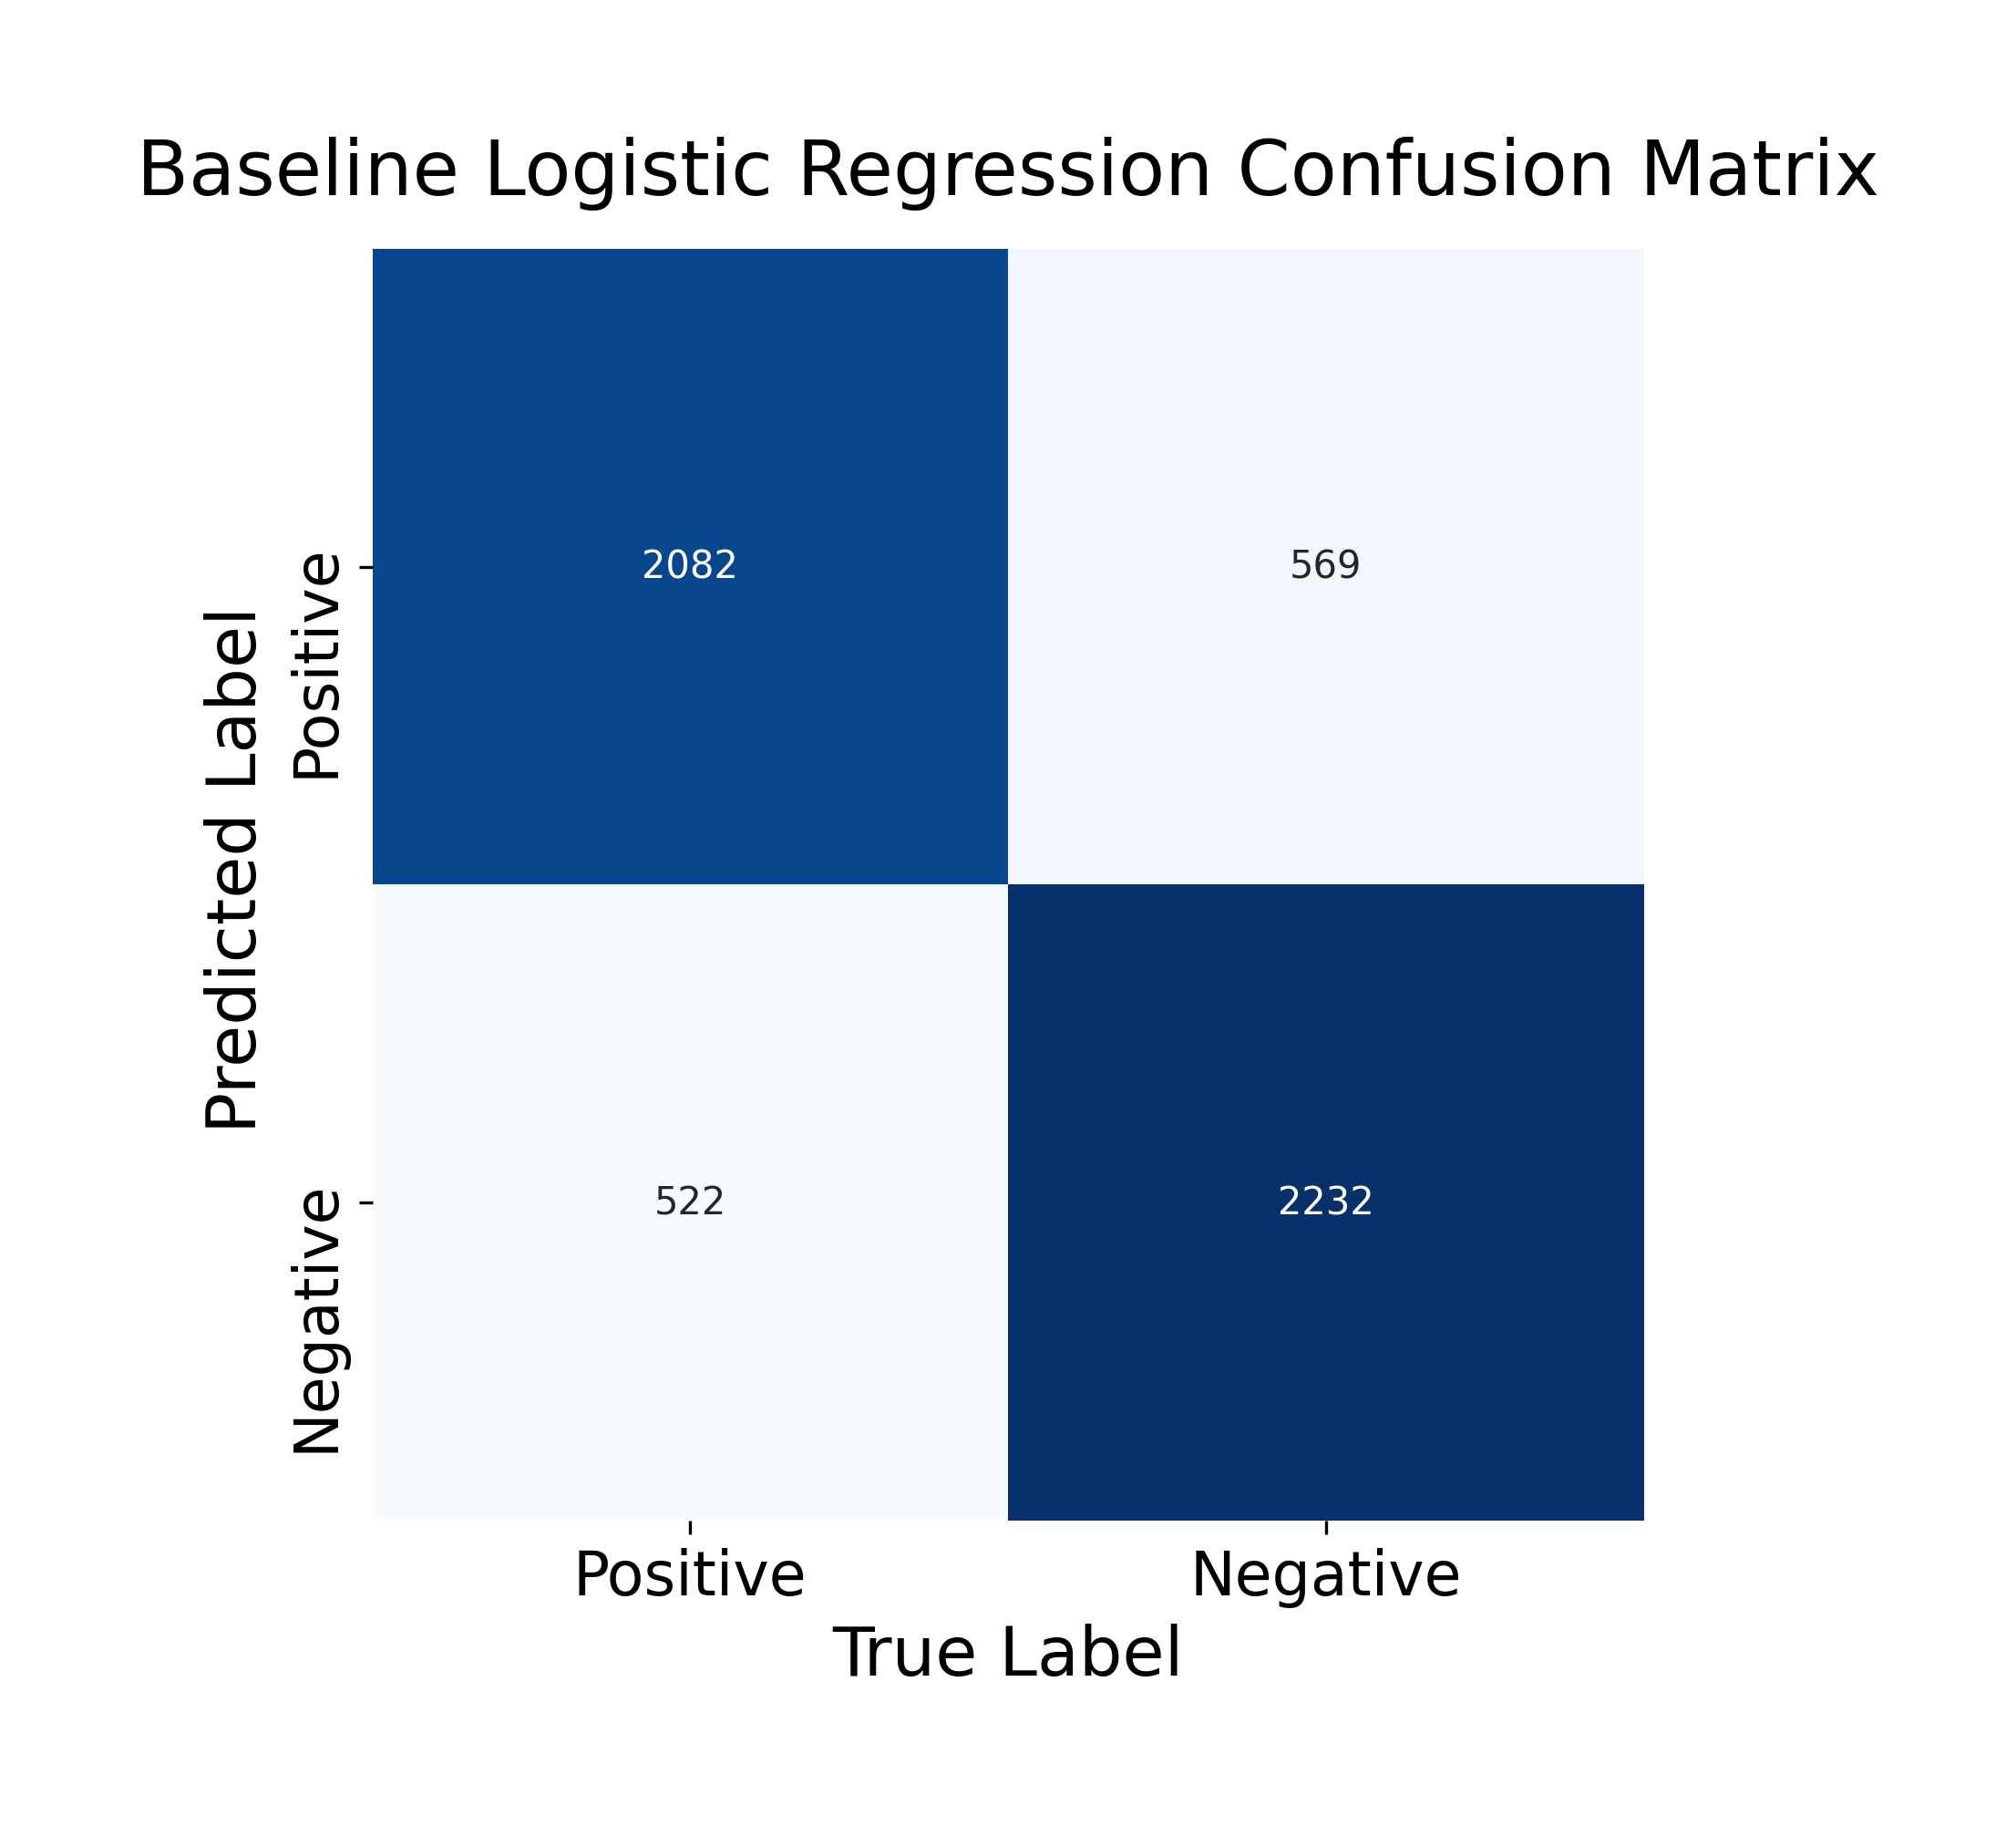 Baseline Logistic Regression Confusion Matrix
Predicted Label
Positive
2082 569
Negative
522 2232
Positive Negative
True Label